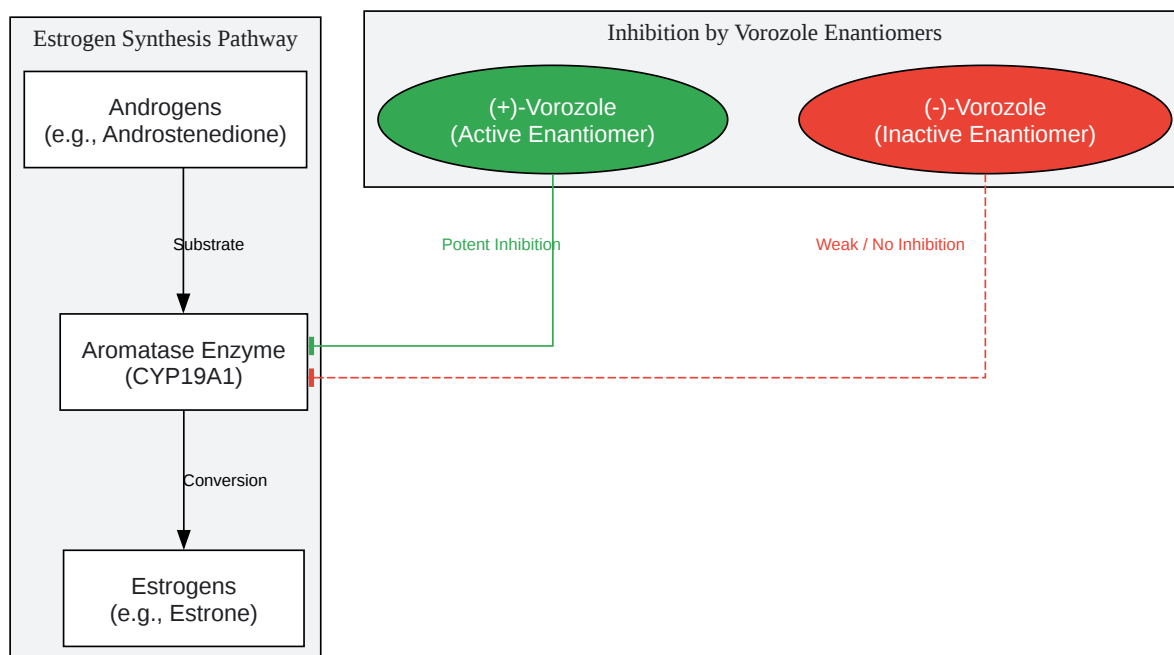 Estrogen Synthesis Pathway
Androgens
(e.g., Androstenedione)
Substrate
Aromatase Enzyme
(CYP19A1)
Conversion
Estrogens
(e.g., Estrone)
Inhibition by Vorozole Enantiomers
(+)-Vorozole
(Active Enantiomer)
(-)-Vorozole
(Inactive Enantiomer)
Potent Inhibition
Weak / No Inhibition